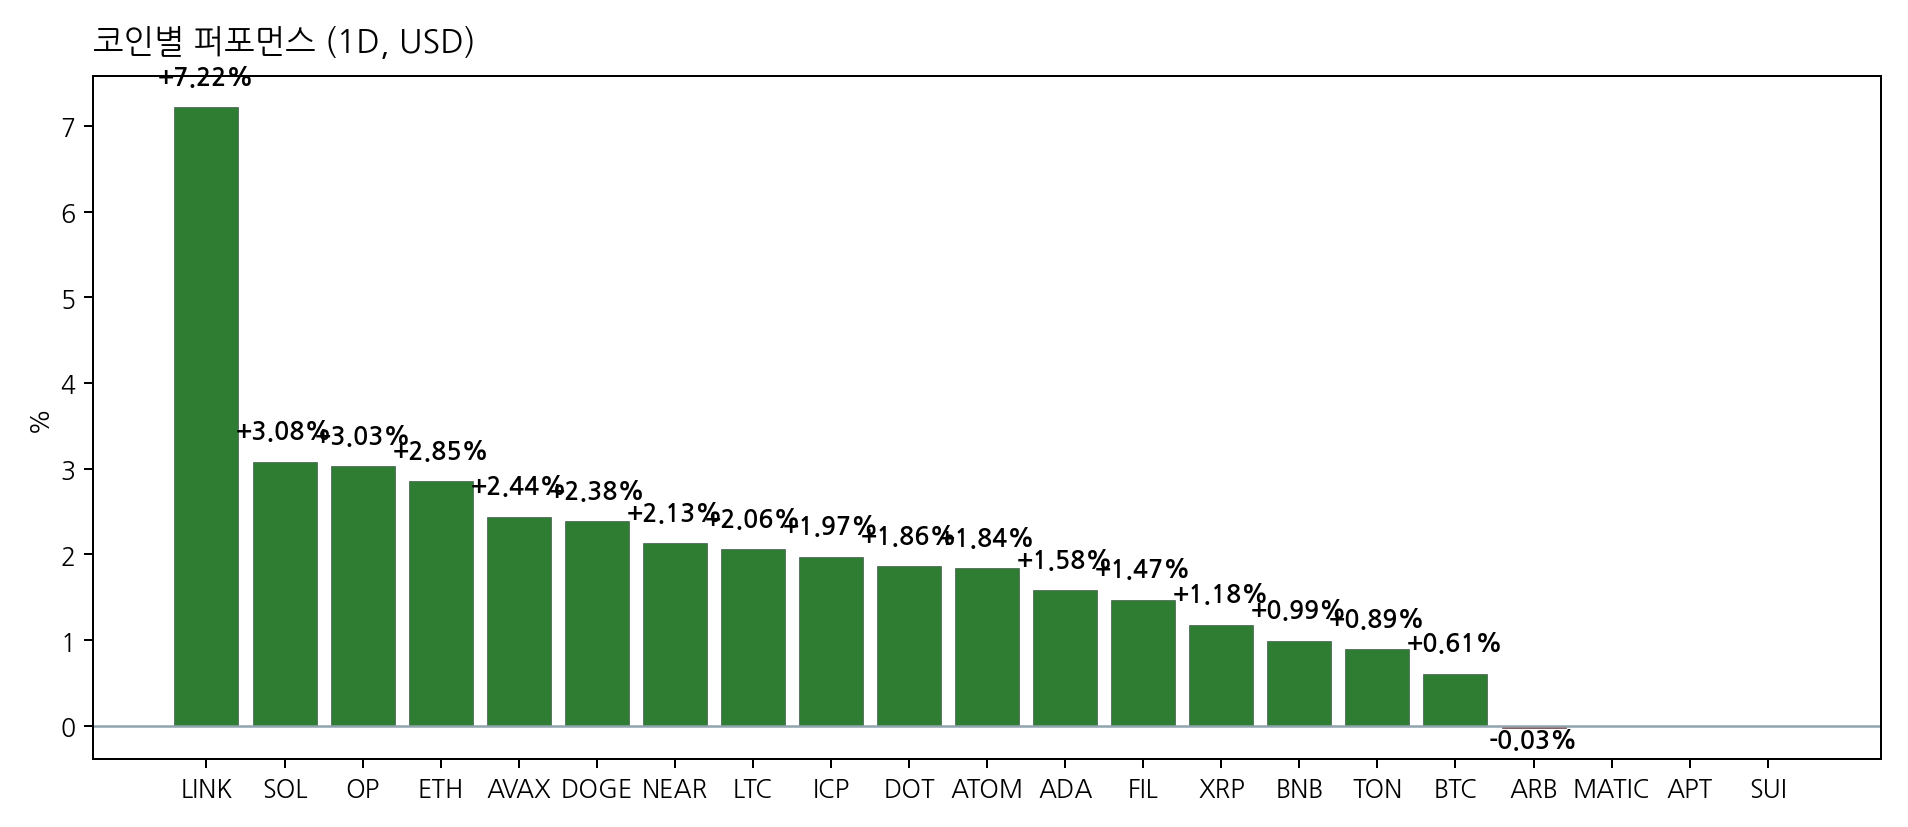 코인별 퍼포먼스 (1D, USD)
+7.22%
7
6
5
4
%
+3.08% +3.03% +2.85%
3
+2.44% +2.38% +2.13% +2.06% +1.97% +1.86% +1.84%
2
+1.58% +1.47% +1.18% +0.99% +0.89% +0.61%
1
0
-0.03%
LINK SOL OP ETH AVAX DOGE NEAR LTC ICP DOT ATOM ADA FIL XRP BNB TON BTC ARB MATIC APT SUI